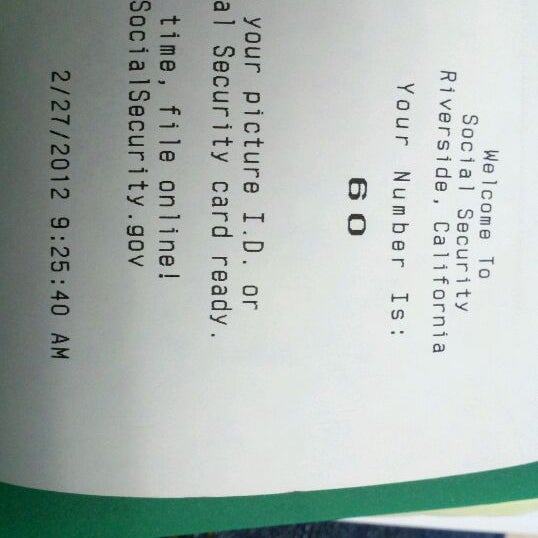 Welcome To
Social Security
Riverside, California
Your Number Is:
60
your picture I.D. or
al Security card ready.
time, file online!
SocialSecurity.gov
2/27/2012 9:25:40 AM